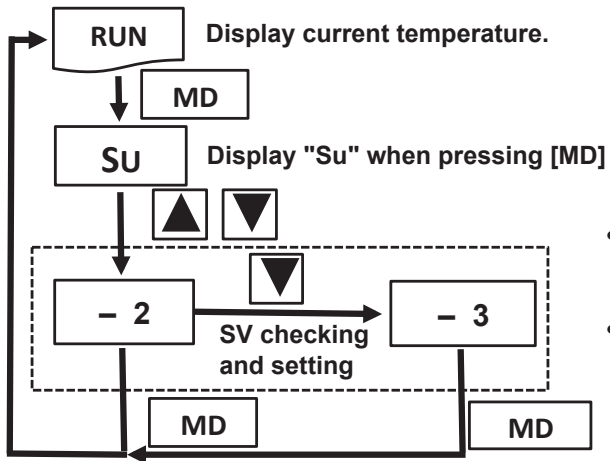 RUN
Display current temperature.
MD
Su
Display "Su" when pressing [MD]
– 2
SV checking
and setting
– 3
MD
MD